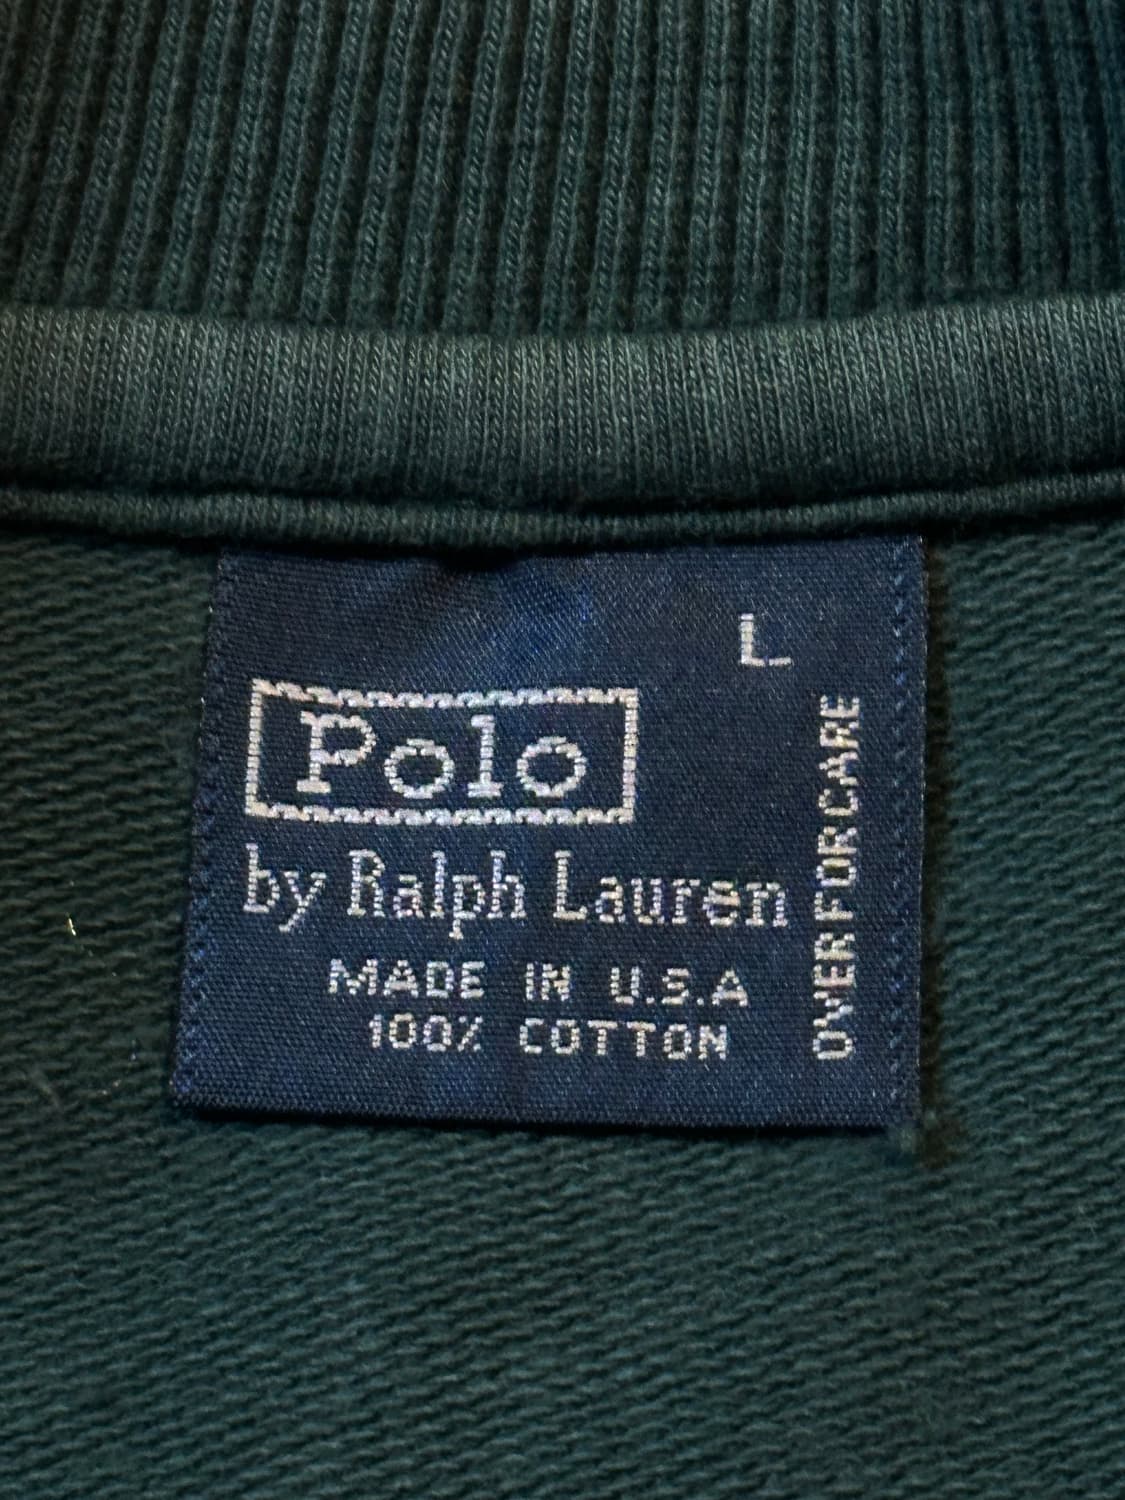 L
Polo
by Ralph Lauren
MADE IN U.S.A
100% COTTON
OVER FOR CARE